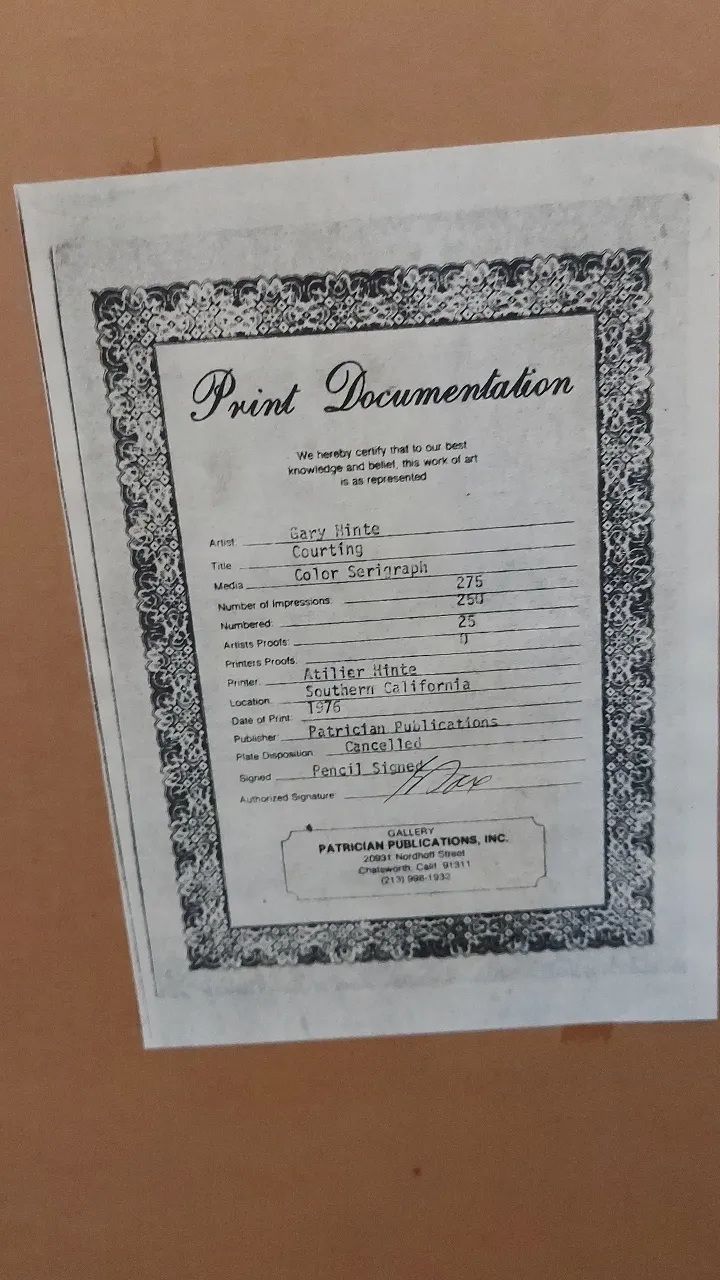 Print Documentation
We hereby certify that to our best
knowledge and belief, this work of art
is as represented
Artist: Gary Hinte
Title Courting
Media Color Serigraph
Number of Impressions: 275
Numbered: 250
Artists Proofs: 25
Printers Proofs: 0
Printer: Atilier Hinte
Location: Southern California
Date of Print: 1976
Publisher: Patrician Publications
Plate Disposition: Cancelled
Signed Pencil Signed
Authorized Signature:
GALLERY
PATRICIAN PUBLICATIONS, INC.
20931 Nordhoff Street
Chatsworth, Calif. 91311
(213) 998-1932